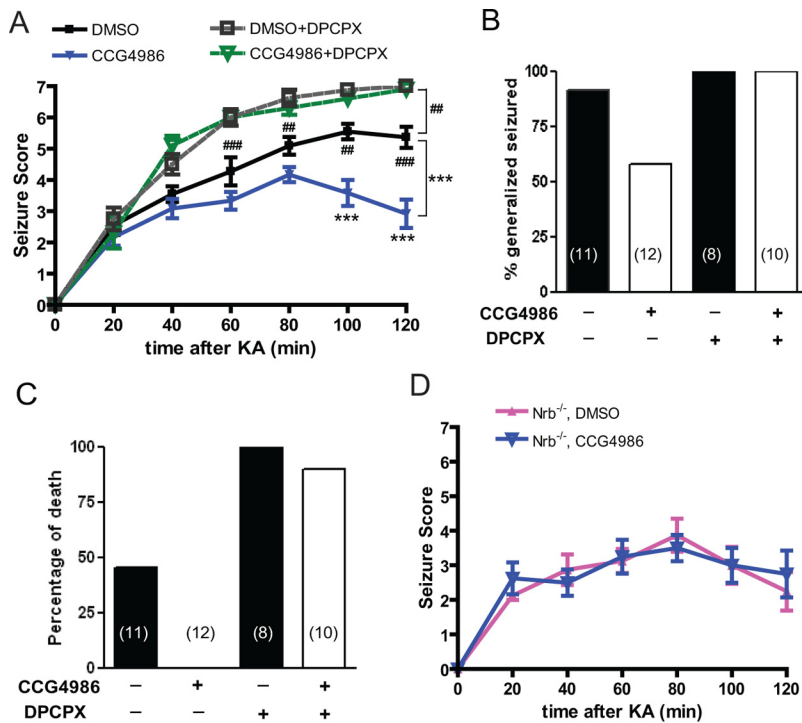 A
DMSO
DMSO+DPCPX
CCG4986
CCG4986+DPCPX
Seizure Score
7
6
5
4
3
2
1
0
###
##
##
###
***
***
##
***
0 20 40 60 80 100 120
time after KA (min)
B
% generalized seizured
100
75
50
25
0
(11) (12) (8) (10)
CCG4986 – + – +
DPCPX – – + +
C
Percentage of death
100
75
50
25
0
(11) (12) (8) (10)
CCG4986 – + – +
DPCPX – – + +
D
Nrb-/-, DMSO
Nrb-/-, CCG4986
Seizure Score
7
6
5
4
3
2
1
0
0 20 40 60 80 100 120
time after KA (min)